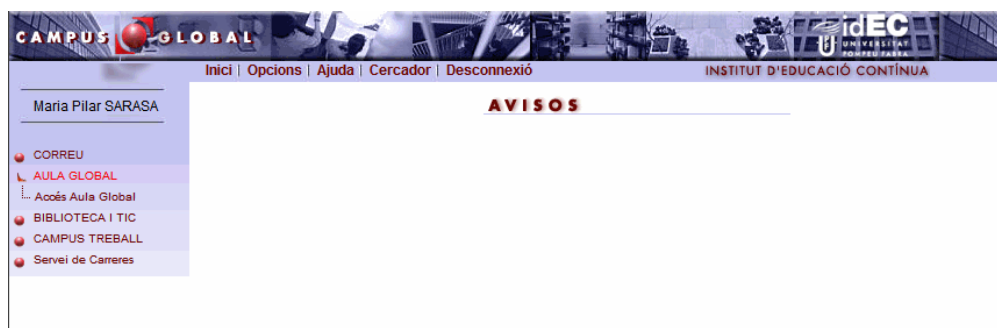 CAMPUS GLOBAL
idEC
UNIVERSITAT
POMPEU FABRA
Inici | Opcions | Ajuda | Cercador | Desconnexió
INSTITUT D'EDUCACIÓ CONTÍNUA
Maria Pilar SARASA
AVISOS
CORREU
AULA GLOBAL
Accés Aula Global
BIBLIOTECA I TIC
CAMPUS TREBALL
Servei de Carreres